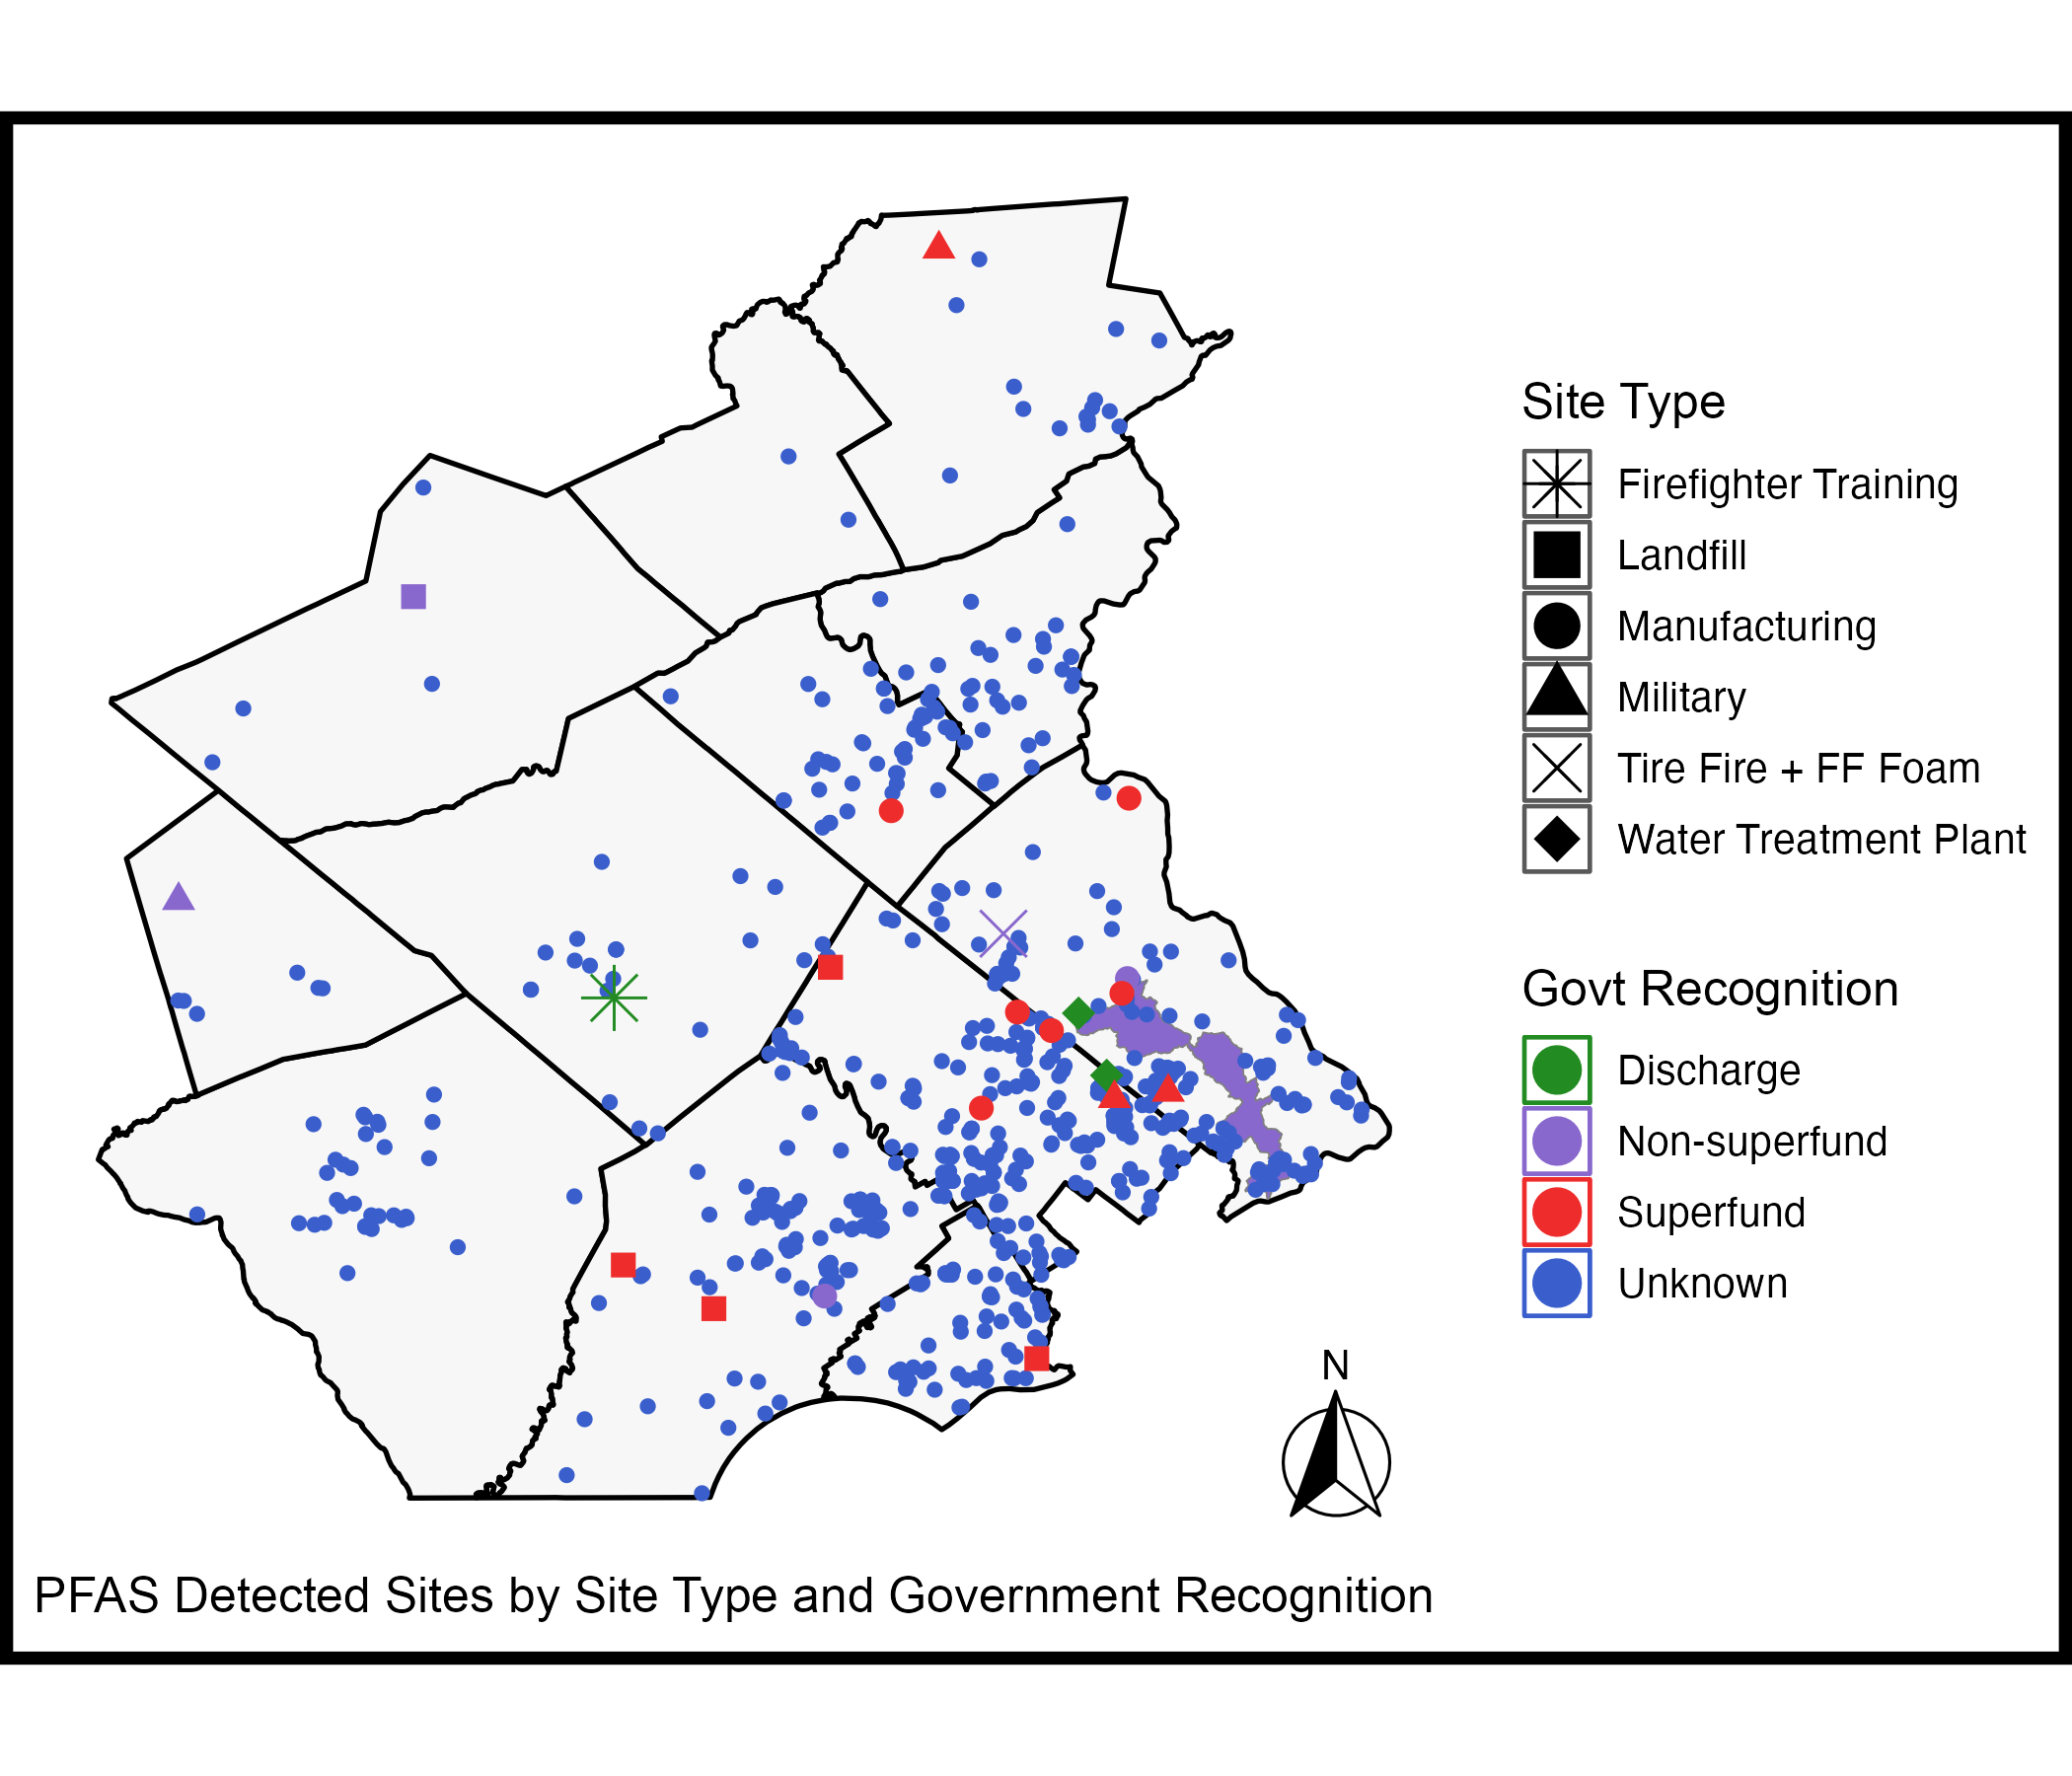 Site Type
Firefighter Training
Landfill
Manufacturing
Military
Tire Fire + FF Foam
Water Treatment Plant
Govt Recognition
Discharge
Non-superfund
Superfund
Unknown
N
PFAS Detected Sites by Site Type and Government Recognition